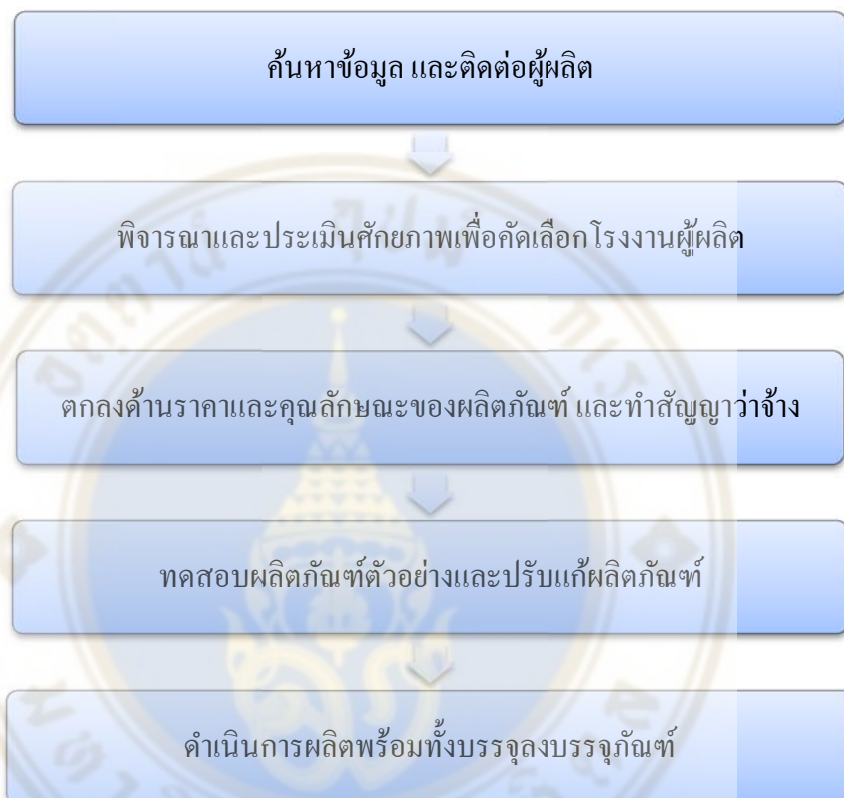 ค้นหาข้อมูล และติดต่อผู้ผลิต
พิจารณาและประเมินศักยภาพเพื่อคัดเลือกโรงงานผู้ผลิต
ตกลงด้านราคาและคุณลักษณะของผลิตภัณฑ์ และทำสัญญาว่าจ้าง
ทดสอบผลิตภัณฑ์ตัวอย่างและปรับแก้ผลิตภัณฑ์
ดำเนินการผลิตพร้อมทั้งบรรจุลงบรรจุภัณฑ์